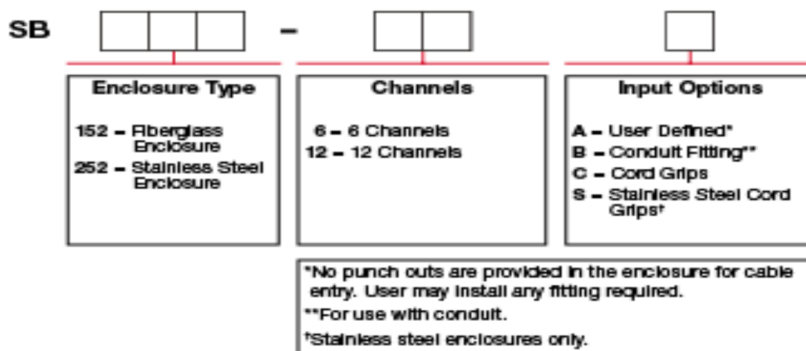 SB –
Enclosure Type
152 – Fiberglass
Enclosure
252 – Stainless Steel
Enclosure
Channels
6 – 6 Channels
12 – 12 Channels
Input Options
A – User Defined*
B – Conduit Fitting**
C – Cord Grips
S – Stainless Steel Cord
Grips†
*No punch outs are provided in the enclosure for cable
entry. User may install any fitting required.
**For use with conduit.
†Stainless steel enclosures only.